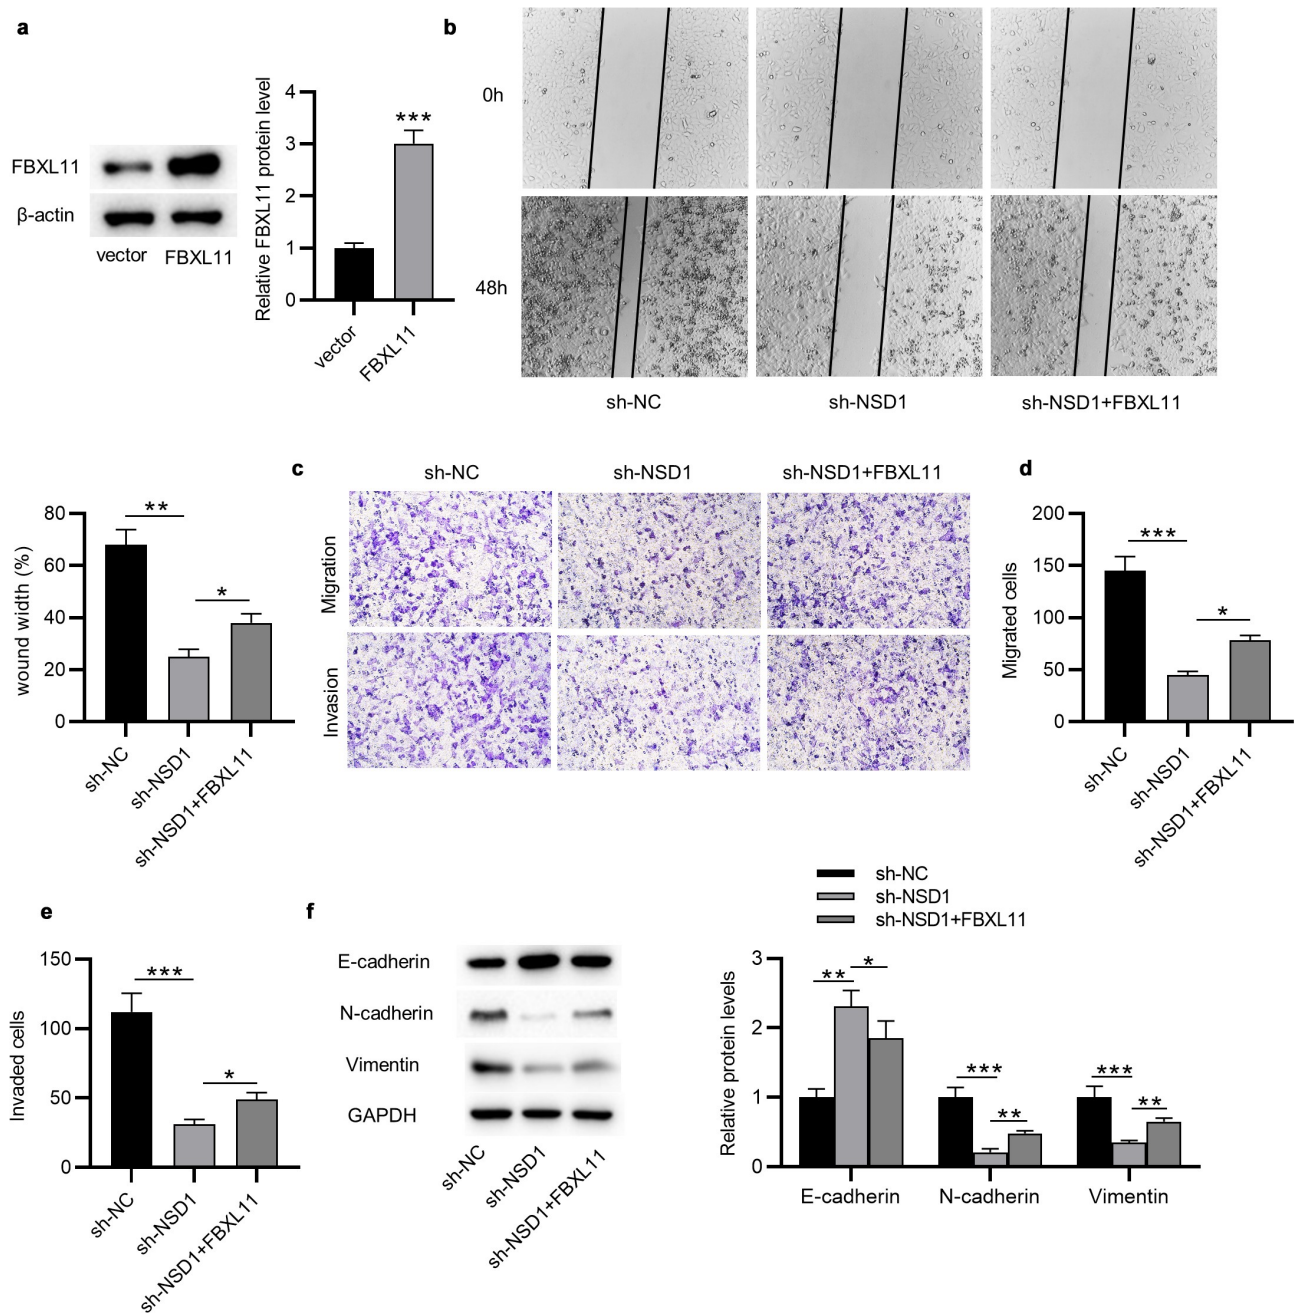 a
FBXL11
β-actin
vector
FBXL11
Relative FBXL11 protein level
4
3
2
1
0
***
vector
FBXL11
b
0h
48h
sh-NC
sh-NSD1
sh-NSD1+FBXL11
wound width (%)
80
60
40
20
0
**
*
sh-NC
sh-NSD1
sh-NSD1+FBXL11
c
sh-NC
sh-NSD1
sh-NSD1+FBXL11
Migration
Invasion
d
Migrated cells
200
150
100
50
0
***
*
sh-NC
sh-NSD1
sh-NSD1+FBXL11
e
Invaded cells
150
100
50
0
***
*
sh-NC
sh-NSD1
sh-NSD1+FBXL11
f
E-cadherin
N-cadherin
Vimentin
GAPDH
sh-NC
sh-NSD1
sh-NSD1+FBXL11
sh-NC
sh-NSD1
sh-NSD1+FBXL11
Relative protein levels
3
2
1
0
**
*
***
**
***
**
E-cadherin
N-cadherin
Vimentin